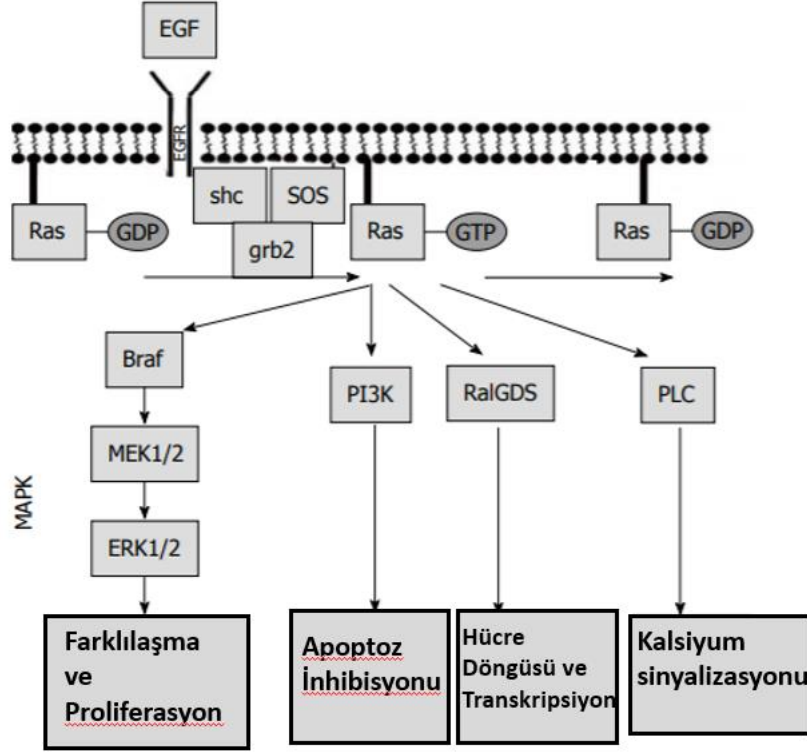 EGF
EGFR
shc
SOS
grb2
Ras
GDP
Ras
GTP
Ras
GDP
Braf
PI3K
RalGDS
PLC
MEK1/2
MAPK
ERK1/2
Farklılaşma
ve
Proliferasyon
Apoptoz
İnhibisyonu
Hücre
Döngüsü ve
Transkripsiyon
Kalsiyum
sinyalizasyonu